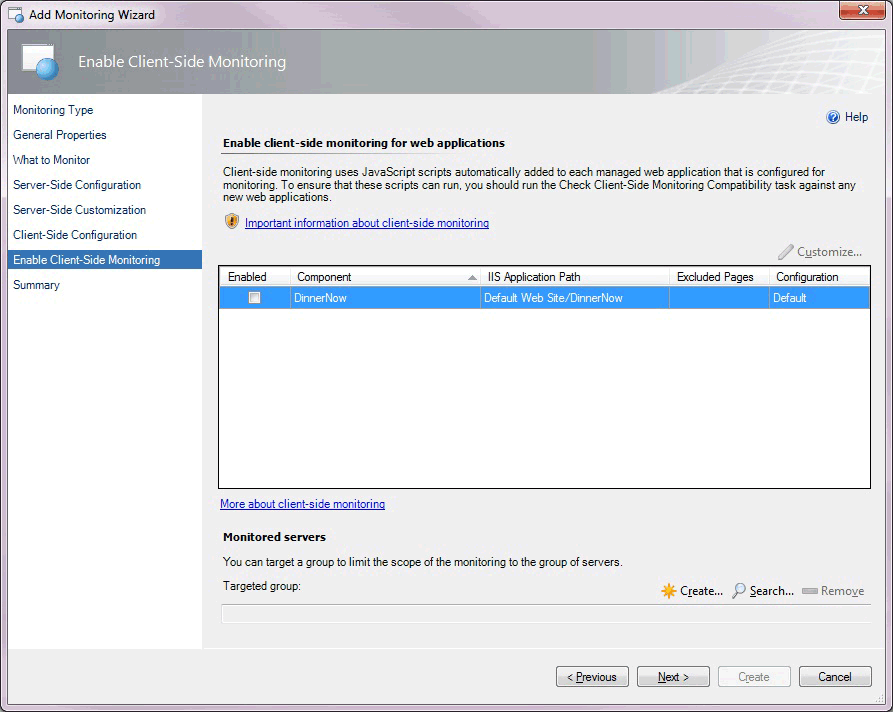 Add Monitoring Wizard
Enable Client-Side Monitoring
Monitoring Type
General Properties
What to Monitor
Server-Side Configuration
Server-Side Customization
Client-Side Configuration
Enable Client-Side Monitoring
Summary
Help
Enable client-side monitoring for web applications
Client-side monitoring uses JavaScript scripts automatically added to each managed web application that is configured for
monitoring. To ensure that these scripts can run, you should run the Check Client-Side Monitoring Compatibility task against any
new web applications.
Important information about client-side monitoring
Customize...
Enabled Component IIS Application Path Excluded Pages Configuration
DinnerNow Default Web Site/DinnerNow Default
More about client-side monitoring
Monitored servers
You can target a group to limit the scope of the monitoring to the group of servers.
Targeted group:
Create... Search... Remove
< Previous Next > Create Cancel